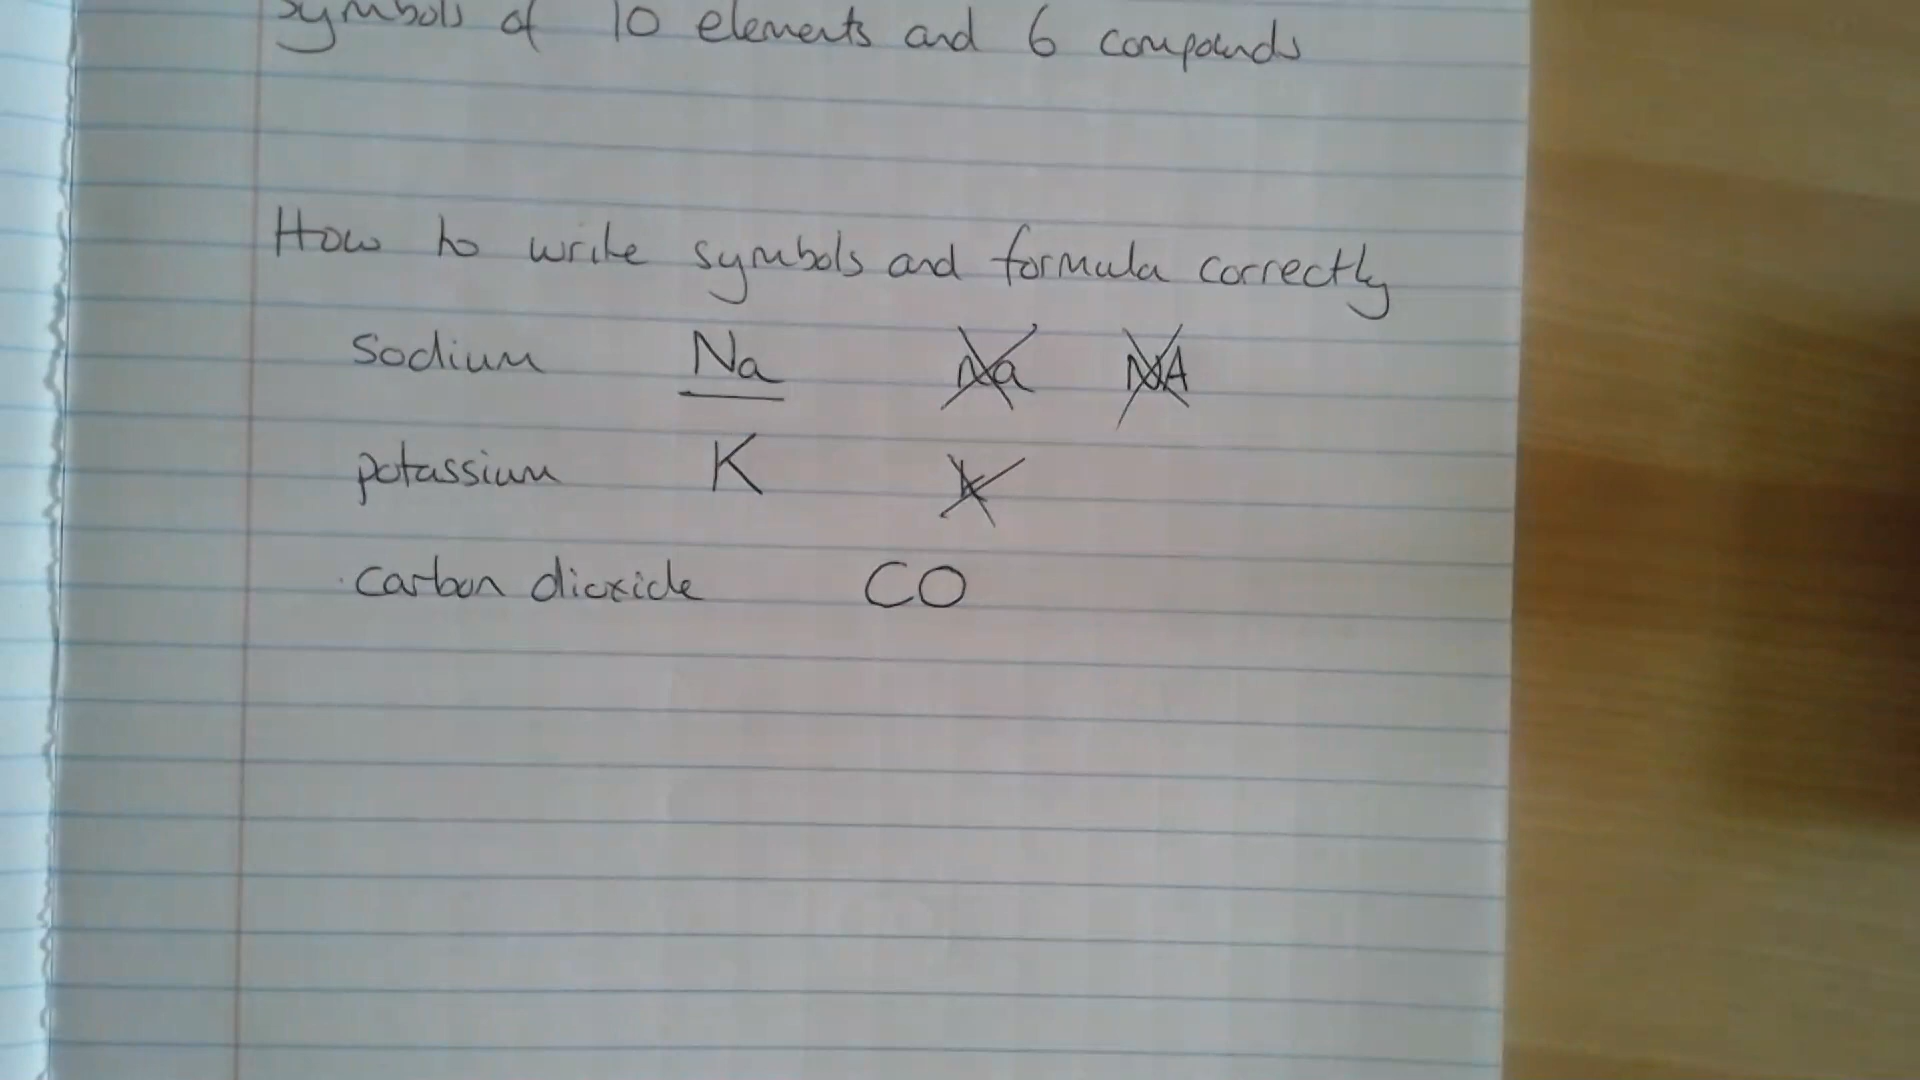 symbols of 10 elements and 6 compounds
How to write symbols and formula correctly
sodium Na na NA
potassium K k
carbon dioxide CO